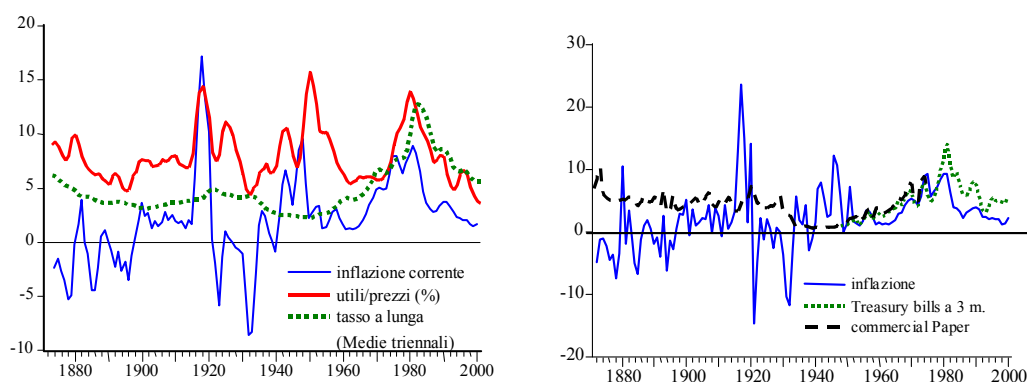 20
15
10
5
0
-5
-10
1880 1900 1920 1940 1960 1980 2000
inflazione corrente
utili/prezzi (%)
tasso a lunga
(Medie triennali)
30
20
10
0
-10
-20
1880 1900 1920 1940 1960 1980 2000
inflazione
Treasury bills a 3 m.
commercial Paper